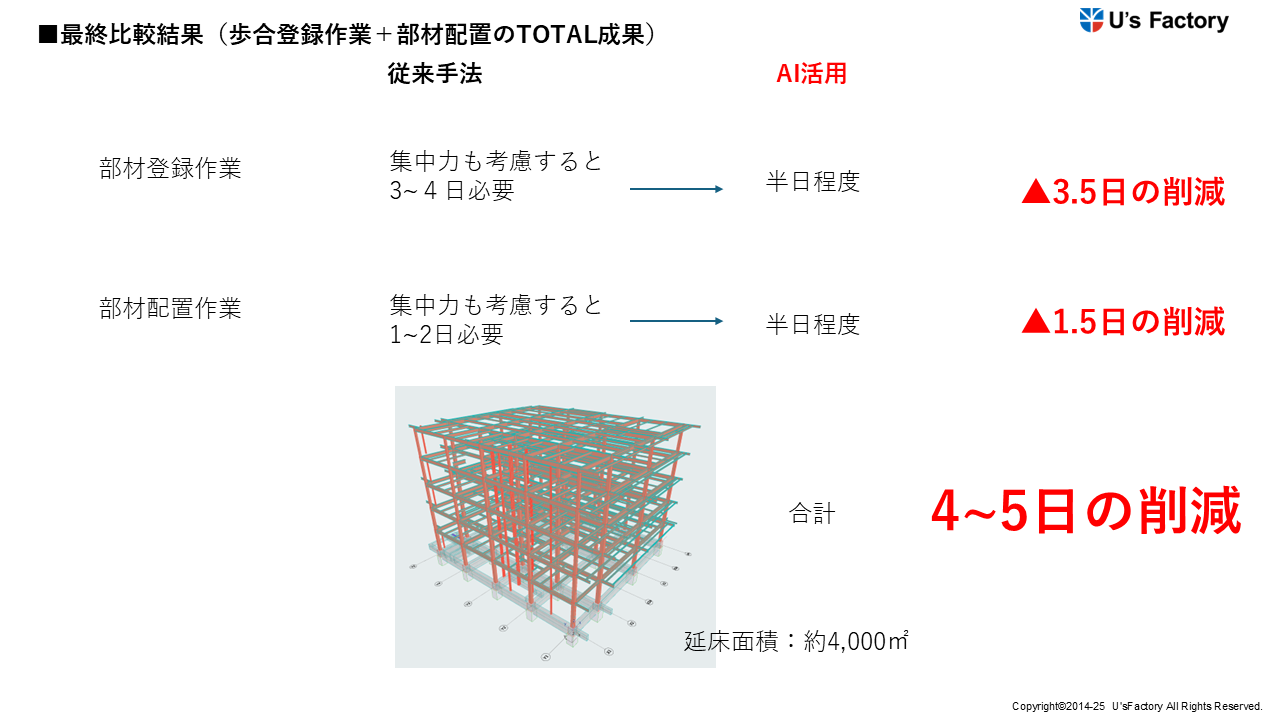 ■最終比較結果（歩合登録作業＋部材配置のTOTAL成果）
U's Factory
従来手法
AI活用
部材登録作業
集中力も考慮すると
3~４日必要
半日程度
▲3.5日の削減
部材配置作業
集中力も考慮すると
1~2日必要
半日程度
▲1.5日の削減
合計
4~5日の削減
延床面積：約4,000㎡
Copyright©2014-25 U'sFactory All Rights Reserved.